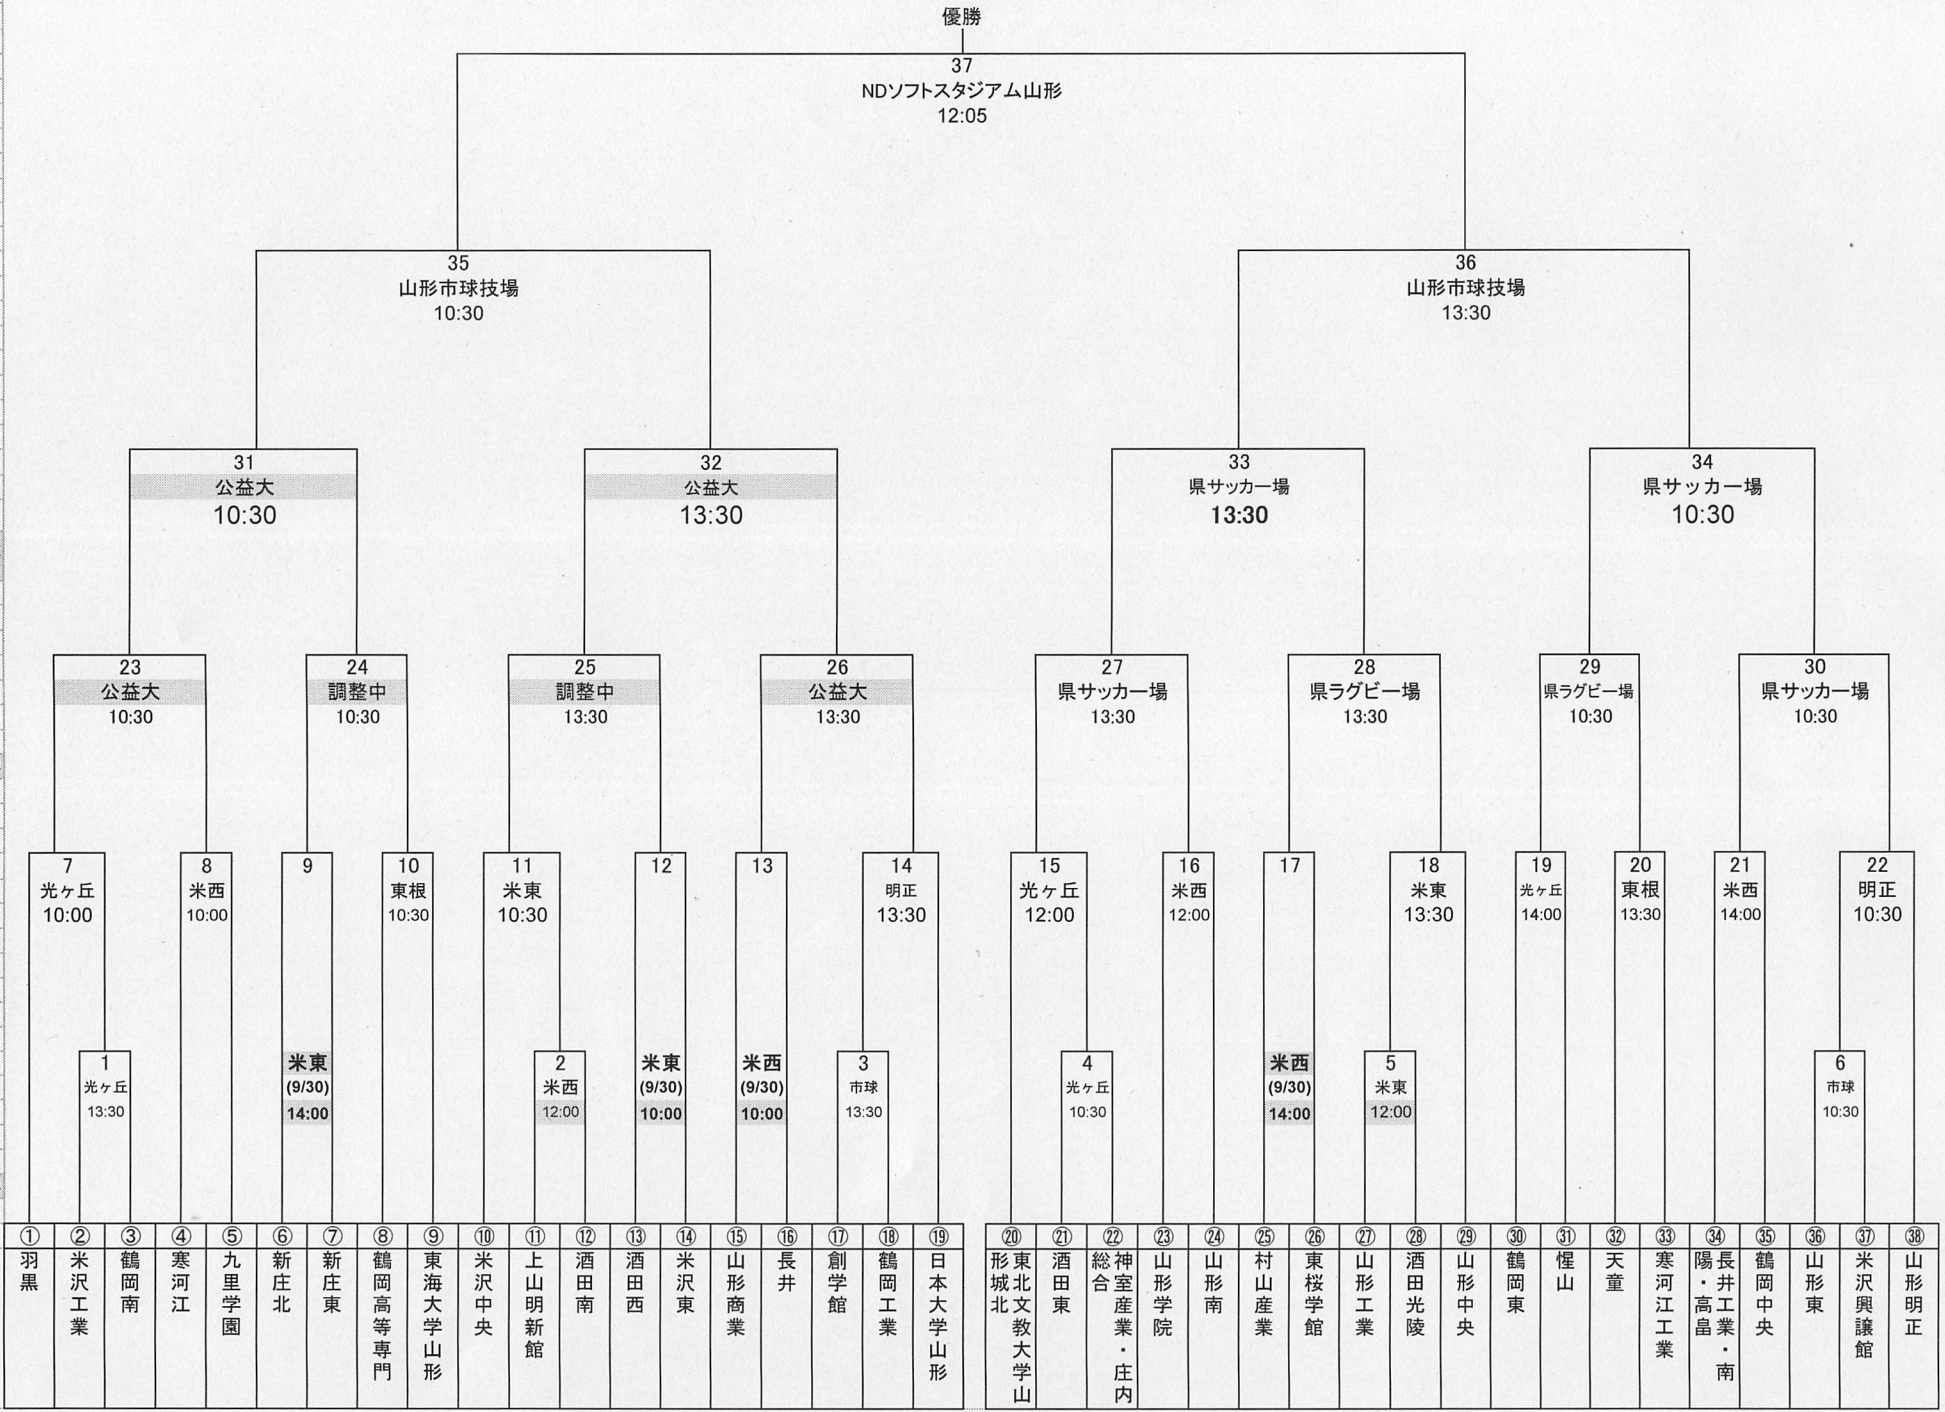 優勝
37
NDソフトスタジアム山形
12:05
35
山形市球技場
10:30
36
山形市球技場
13:30
31
公益大
10:30
32
公益大
13:30
33
県サッカー場
13:30
34
県サッカー場
10:30
23
公益大
10:30
24
調整中
10:30
25
調整中
13:30
26
公益大
13:30
27
県サッカー場
13:30
28
県ラグビー場
13:30
29
県ラグビー場
10:30
30
県サッカー場
10:30
7
光ヶ丘
10:00
8
米西
10:00
9
10
東根
10:30
11
米東
10:30
12
13
14
明正
13:30
15
光ヶ丘
12:00
16
米西
12:00
17
18
米東
13:30
19
光ヶ丘
14:00
20
東根
13:30
21
米西
14:00
22
明正
10:30
1
光ヶ丘
13:30
米東
(9/30)
14:00
2
米西
12:00
米東
(9/30)
10:00
米西
(9/30)
10:00
3
市球
13:30
4
光ヶ丘
10:30
米西
(9/30)
14:00
5
米東
12:00
6
市球
10:30
①
羽黒
②
米沢工業
③
鶴岡南
④
寒河江
⑤
九里学園
⑥
新庄北
⑦
新庄東
⑧
鶴岡高等専門
⑨
東海大学山形
⑩
米沢中央
⑪
上山明新館
⑫
酒田南
⑬
酒田西
⑭
米沢東
⑮
山形商業
⑯
長井
⑰
創学館
⑱
鶴岡工業
⑲
日本大学山形
⑳
東北文教大学山
形城北
㉑
酒田東
㉒
神室産業・庄内
総合
㉓
山形学院
㉔
山形南
㉕
村山産業
㉖
東桜学館
㉗
山形工業
㉘
酒田光陵
㉙
山形中央
㉚
鶴岡東
㉛
惺山
㉜
天童
㉝
寒河江工業
㉞
長井工業・南
陽・高畠
㉟
鶴岡中央
㊱
山形東
㊲
米沢興譲館
㊳
山形明正